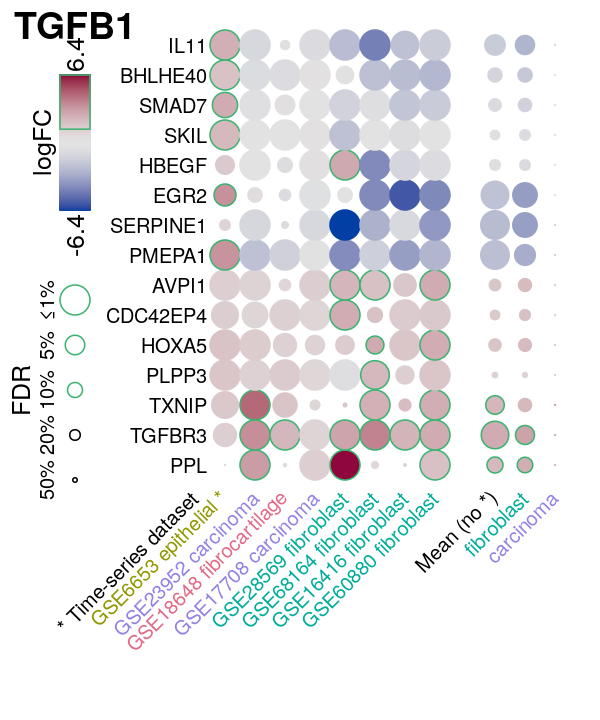 TGFB1
6.4
logFC
-6.4
FDR
≤1%
5%
10%
20%
50%
IL11
BHLHE40
SMAD7
SKIL
HBEGF
EGR2
SERPINE1
PMEPA1
AVPI1
CDC42EP4
HOXA5
PLPP3
TXNIP
TGFBR3
PPL
* Time-series dataset
GSE6653 epithelial *
GSE23952 carcinoma
GSE18648 fibrocartilage
GSE17708 carcinoma
GSE28569 fibroblast
GSE68164 fibroblast
GSE16416 fibroblast
GSE60880 fibroblast
Mean (no *)
fibroblast
carcinoma